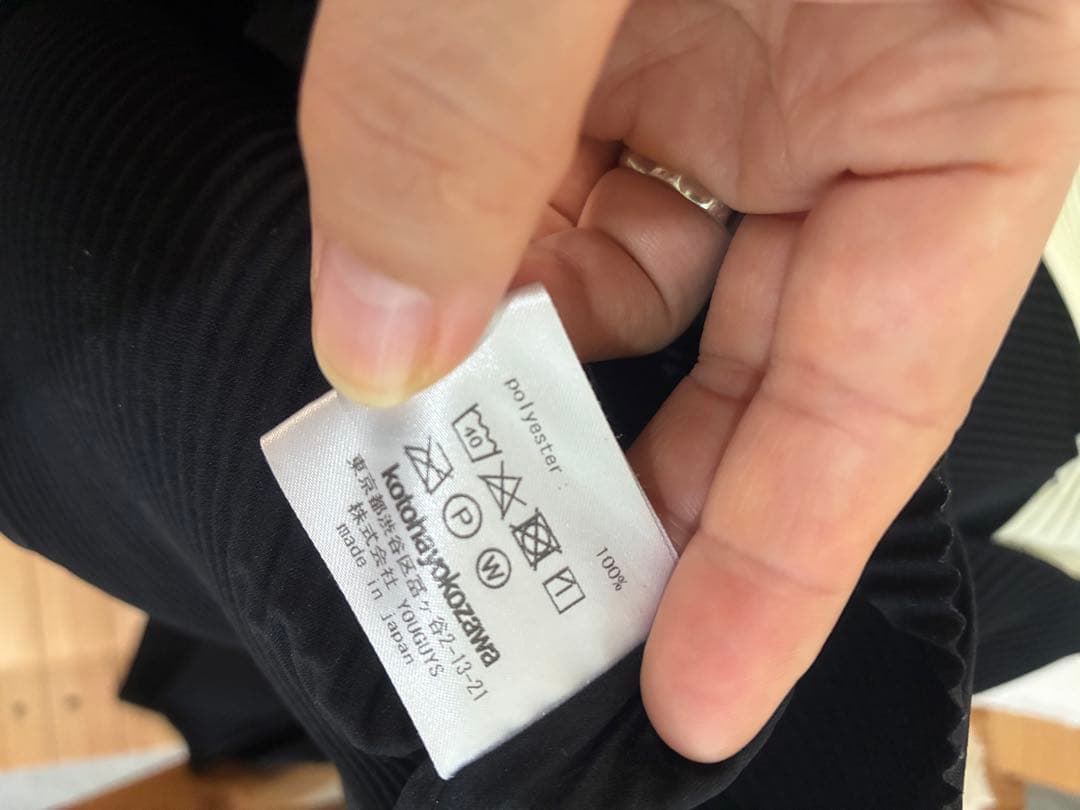 polyester: 100%
40
P W
kotohayokozawa
東京都渋谷区富ヶ谷2-13-21
株式会社 YOUGUYS
made in japan